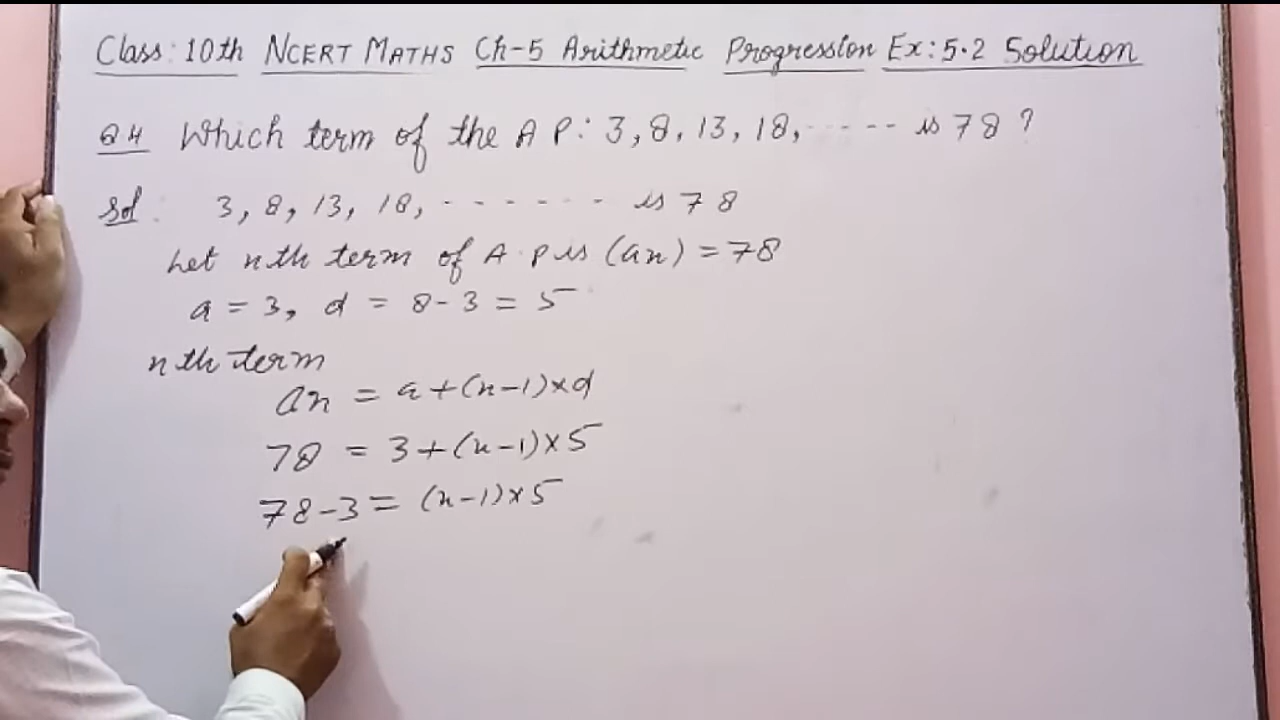 Class: 10th NCERT MATHS Ch-5 Arithmetic Progression Ex: 5.2 Solution
Q4 Which term of the A P: 3, 8, 13, 18, ----- is 78 ?
Sol: 3, 8, 13, 18, ------- is 78
Let nth term of A.P is (an) = 78
a = 3, d = 8-3 = 5
nth term
an = a+(n-1)×d
78 = 3+(n-1)×5
78-3 = (n-1)×5